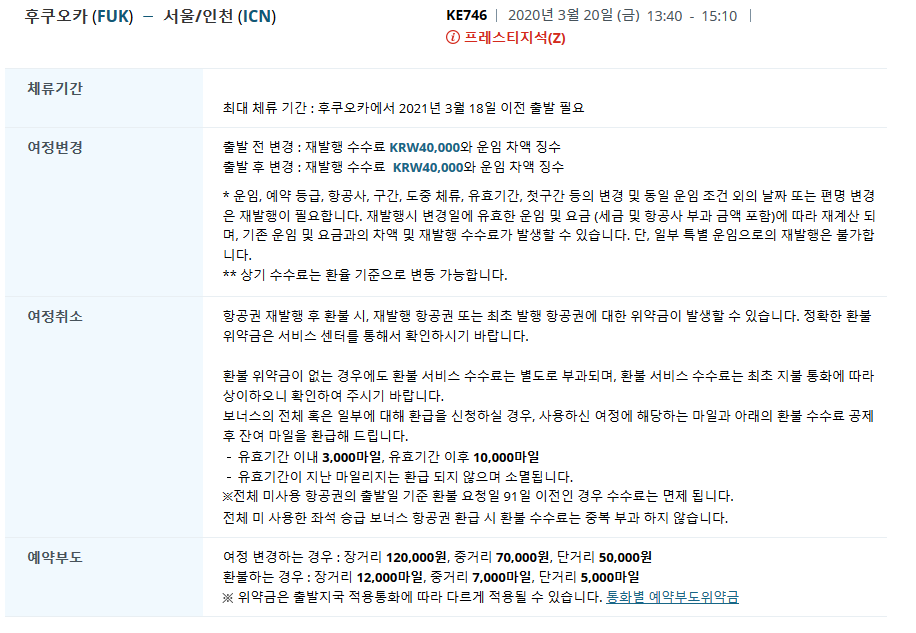 후쿠오카 (FUK) – 서울/인천 (ICN)
KE746 | 2020년 3월 20일 (금) 13:40 - 15:10 |
프레스티지석(Z)
체류기간
최대 체류 기간 : 후쿠오카에서 2021년 3월 18일 이전 출발 필요
여정변경
출발 전 변경 : 재발행 수수료 KRW40,000와 운임 차액 징수
출발 후 변경 : 재발행 수수료 KRW40,000와 운임 차액 징수
* 운임, 예약 등급, 항공사, 구간, 도중 체류, 유효기간, 첫구간 등의 변경 및 동일 운임 조건 외의 날짜 또는 편명 변경
은 재발행이 필요합니다. 재발행시 변경일에 유효한 운임 및 요금 (세금 및 항공사 부과 금액 포함)에 따라 재계산 되
며, 기존 운임 및 요금과의 차액 및 재발행 수수료가 발생할 수 있습니다. 단, 일부 특별 운임으로의 재발행은 불가합
니다.
** 상기 수수료는 환율 기준으로 변동 가능합니다.
여정취소
항공권 재발행 후 환불 시, 재발행 항공권 또는 최초 발행 항공권에 대한 위약금이 발생할 수 있습니다. 정확한 환불
위약금은 서비스 센터를 통해서 확인하시기 바랍니다.
환불 위약금이 없는 경우에도 환불 서비스 수수료는 별도로 부과되며, 환불 서비스 수수료는 최초 지불 통화에 따라
상이하오니 확인하여 주시기 바랍니다.
보너스의 전체 혹은 일부에 대해 환급을 신청하실 경우, 사용하신 여정에 해당하는 마일과 아래의 환불 수수료 공제
후 잔여 마일을 환급해 드립니다.
- 유효기간 이내 3,000마일, 유효기간 이후 10,000마일
- 유효기간이 지난 마일리지는 환급 되지 않으며 소멸됩니다.
※전체 미사용 항공권의 출발일 기준 환불 요청일 91일 이전인 경우 수수료는 면제 됩니다.
전체 미 사용한 좌석 승급 보너스 항공권 환급 시 환불 수수료는 중복 부과 하지 않습니다.
예약부도
여정 변경하는 경우 : 장거리 120,000원, 중거리 70,000원, 단거리 50,000원
환불하는 경우 : 장거리 12,000마일, 중거리 7,000마일, 단거리 5,000마일
※ 위약금은 출발지국 적용통화에 따라 다르게 적용될 수 있습니다. 통화별 예약부도위약금